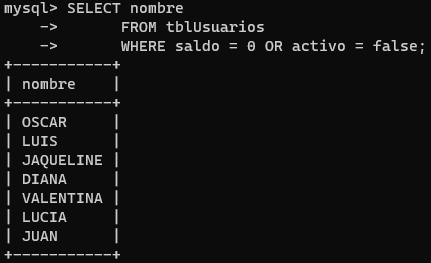 mysql> SELECT nombre
    ->       FROM tblUsuarios
    ->       WHERE saldo = 0 OR activo = false;
+-----------+
| nombre    |
+-----------+
| OSCAR     |
| LUIS      |
| JAQUELINE |
| DIANA     |
| VALENTINA |
| LUCIA     |
| JUAN      |
+-----------+